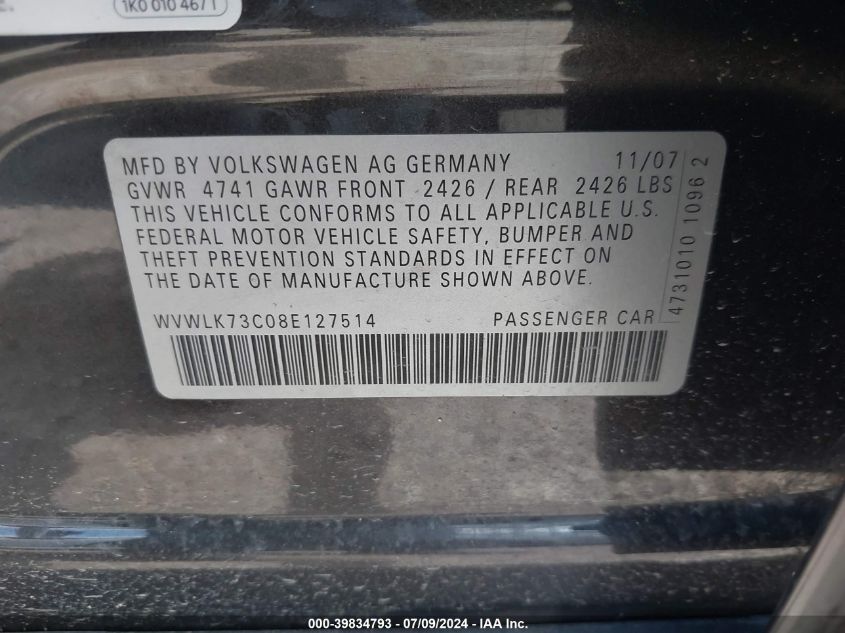 1K0 010 467 T
MFD BY VOLKSWAGEN AG GERMANY 11/07
GVWR 4741 GAWR FRONT 2426 / REAR 2426 LBS
THIS VEHICLE CONFORMS TO ALL APPLICABLE U.S.
FEDERAL MOTOR VEHICLE SAFETY, BUMPER AND
THEFT PREVENTION STANDARDS IN EFFECT ON
THE DATE OF MANUFACTURE SHOWN ABOVE.
WVWLK73C08E127514 PASSENGER CAR
4731010 1096 2
000-39834793 - 07/09/2024 - IAA Inc.